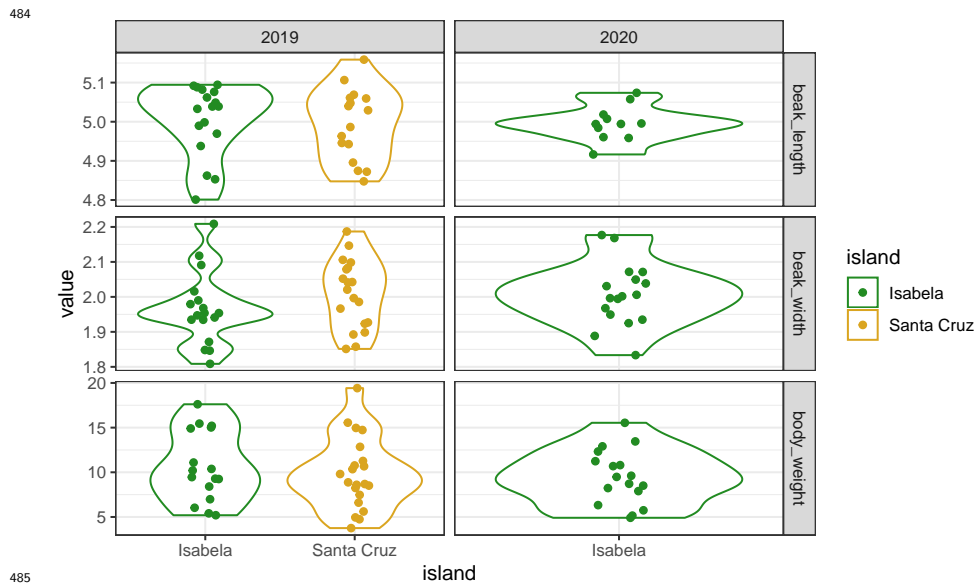 484
2019
2020
5.1
5.0
4.9
4.8
beak_length
2.2
2.1
2.0
1.9
1.8
beak_width
value
20
15
10
5
body_weight
Isabela
Santa Cruz
Isabela
island
island
Isabela
Santa Cruz
485